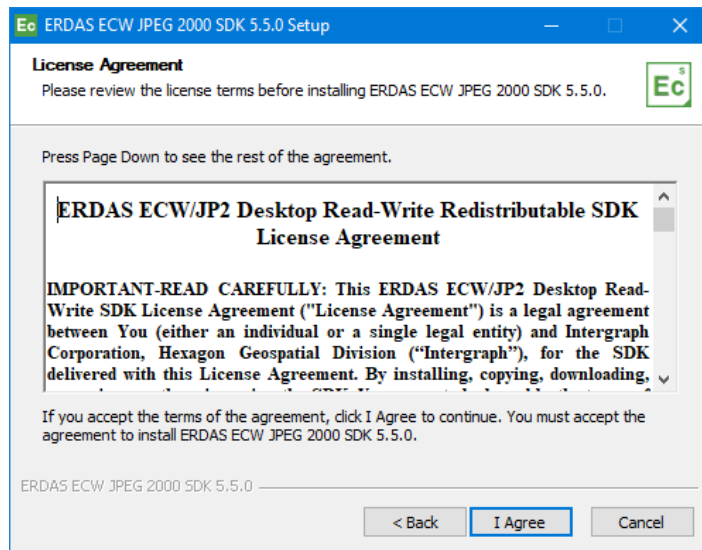 Ec ERDAS ECW JPEG 2000 SDK 5.5.0 Setup
License Agreement
Please review the license terms before installing ERDAS ECW JPEG 2000 SDK 5.5.0.
Ec s
Press Page Down to see the rest of the agreement.
ERDAS ECW/JP2 Desktop Read-Write Redistributable SDK
License Agreement
IMPORTANT-READ CAREFULLY: This ERDAS ECW/JP2 Desktop Read-
Write SDK License Agreement ("License Agreement") is a legal agreement
between You (either an individual or a single legal entity) and Intergraph
Corporation, Hexagon Geospatial Division (“Intergraph”), for the SDK
delivered with this License Agreement. By installing, copying, downloading,
If you accept the terms of the agreement, click I Agree to continue. You must accept the
agreement to install ERDAS ECW JPEG 2000 SDK 5.5.0.
ERDAS ECW JPEG 2000 SDK 5.5.0
< Back I Agree Cancel